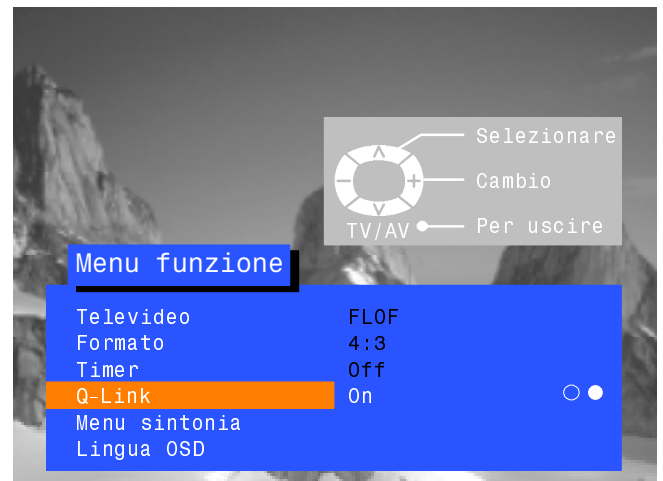 Selezionare
Cambio
TV/AV Per uscire
Menu funzione
Televideo FLOF
Formato 4:3
Timer Off
Q-Link On
Menu sintonia
Lingua OSD